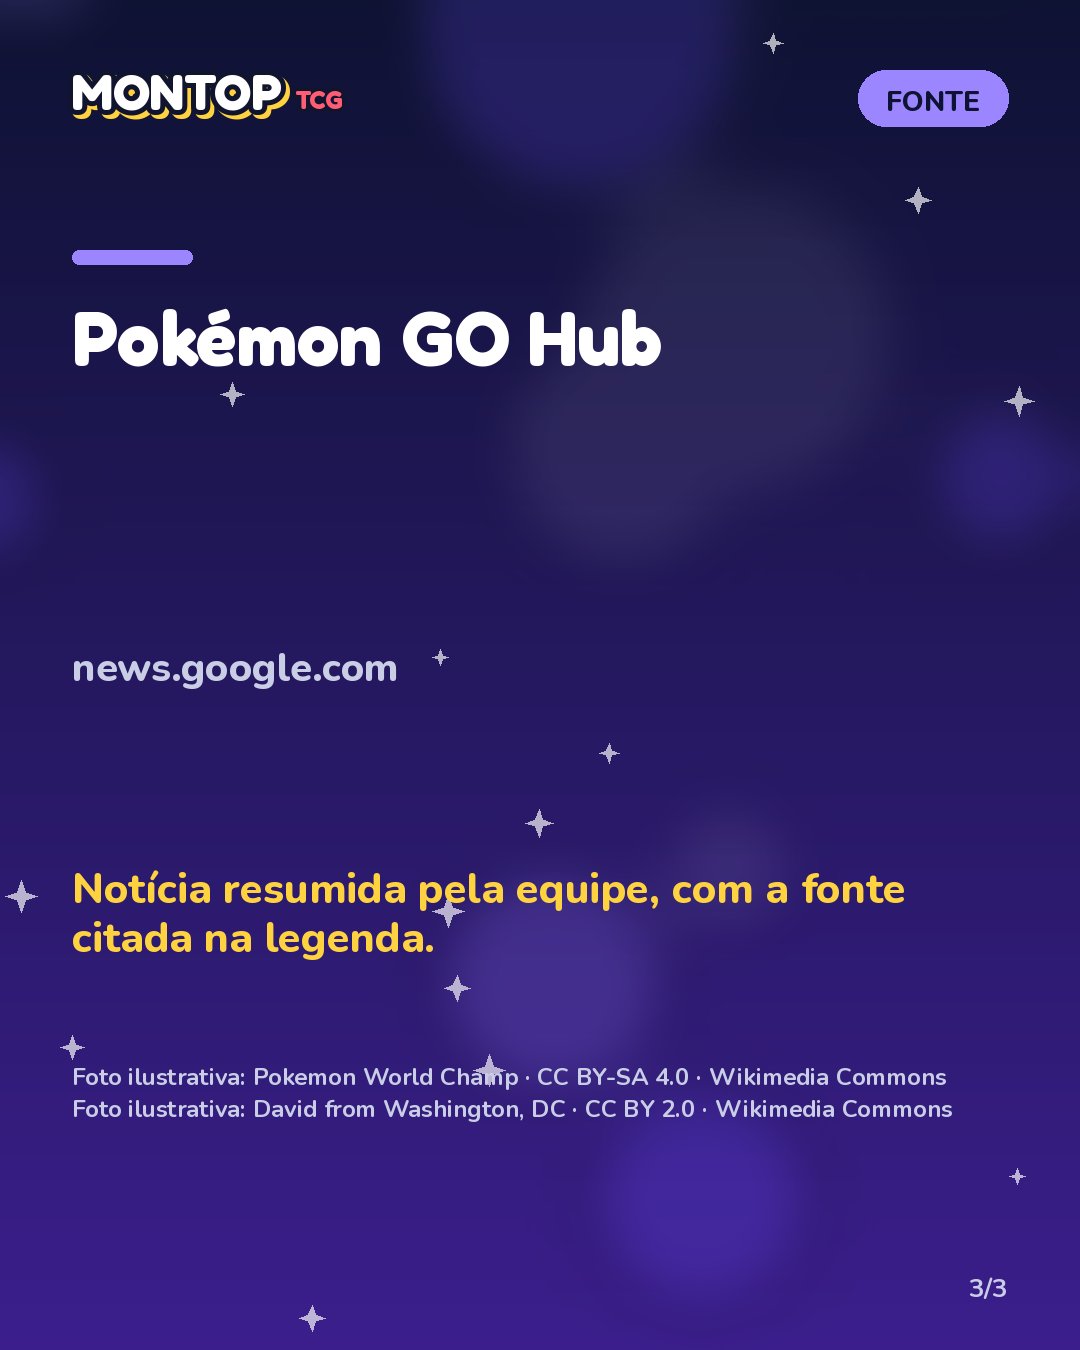 MONTOP TCG
FONTE
Pokémon GO Hub
news.google.com
Notícia resumida pela equipe, com a fonte
citada na legenda.
Foto ilustrativa: Pokemon World Champ · CC BY-SA 4.0 · Wikimedia Commons
Foto ilustrativa: David from Washington, DC · CC BY 2.0 · Wikimedia Commons
3/3